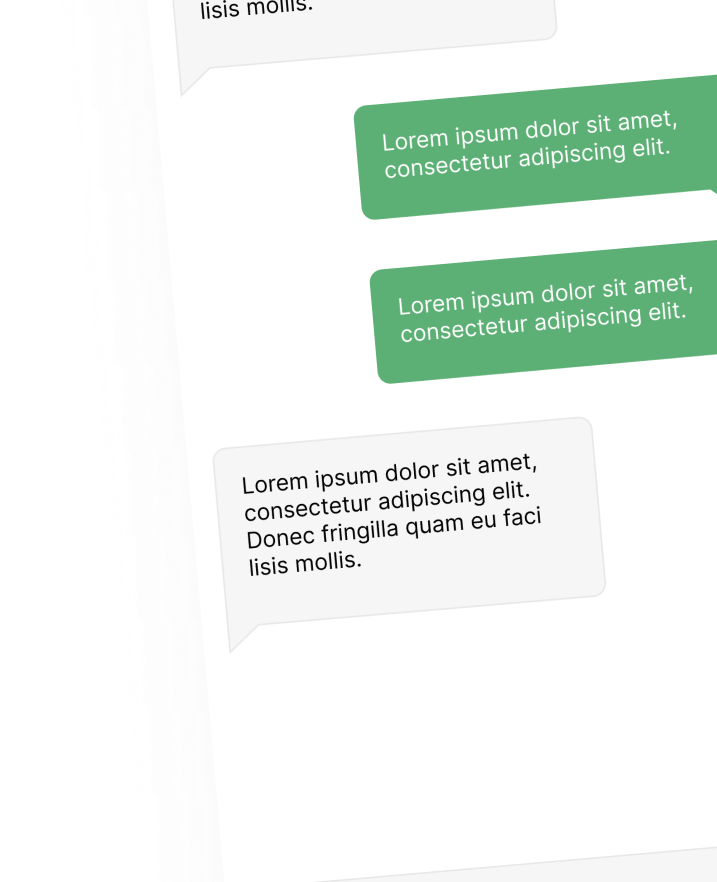 lisis mollis.
Lorem ipsum dolor sit amet,
consectetur adipiscing elit.
Lorem ipsum dolor sit amet,
consectetur adipiscing elit.
Lorem ipsum dolor sit amet,
consectetur adipiscing elit.
Donec fringilla quam eu faci
lisis mollis.